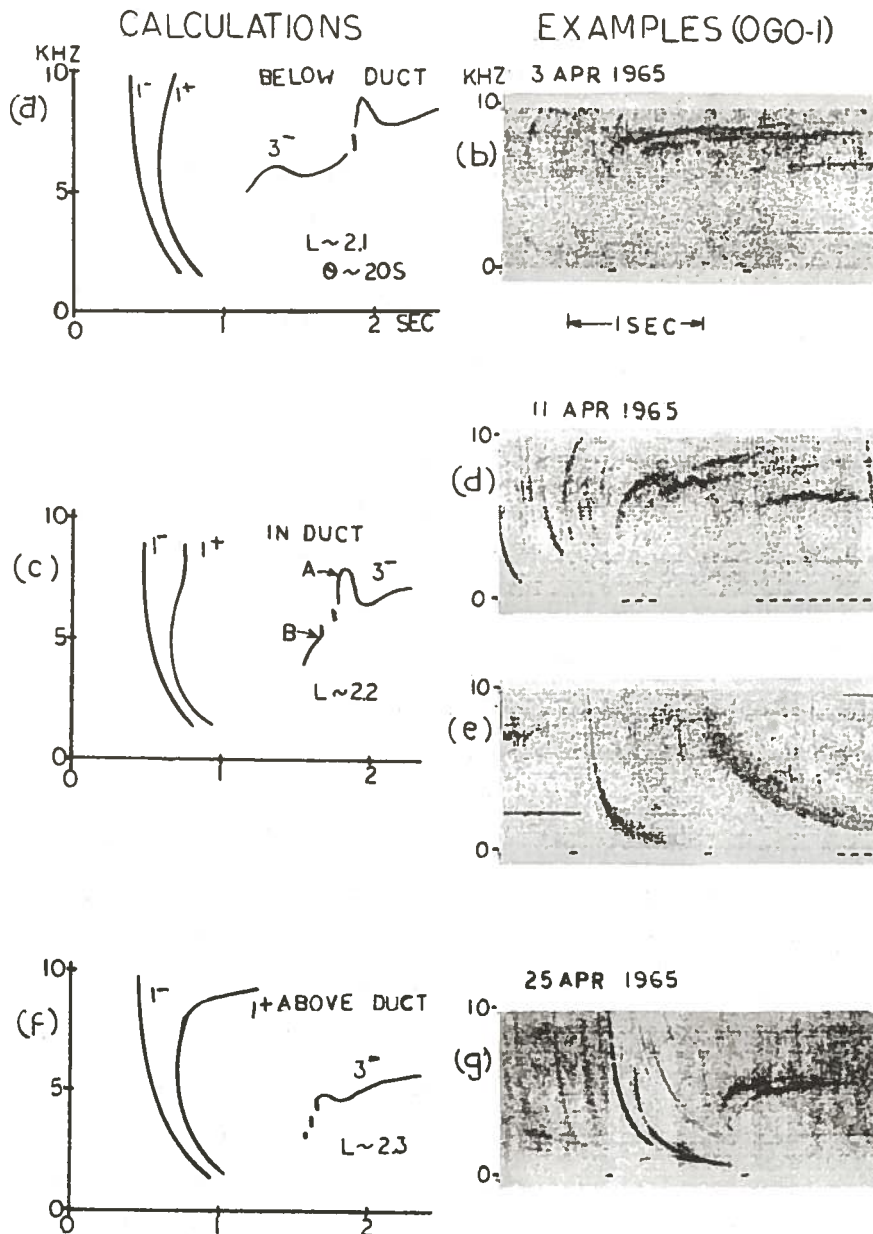 CALCULATIONS
EXAMPLES (OGO-1)
KHZ
10
(a)
1-
1+
BELOW DUCT
3-
5
L~2.1
θ~20S
0
0
1
2 SEC
KHZ 3 APR 1965
10-
(b)
0-
1 SEC
11 APR 1965
10-
(d)
0-
10
(c)
1-
1+
IN DUCT
A
3-
5
B
L~2.2
0
0
1
2
10-
(e)
0-
10
(f)
1-
1+ ABOVE DUCT
5
3-
L~2.3
0
0
1
2
25 APR 1965
10-
(g)
0-